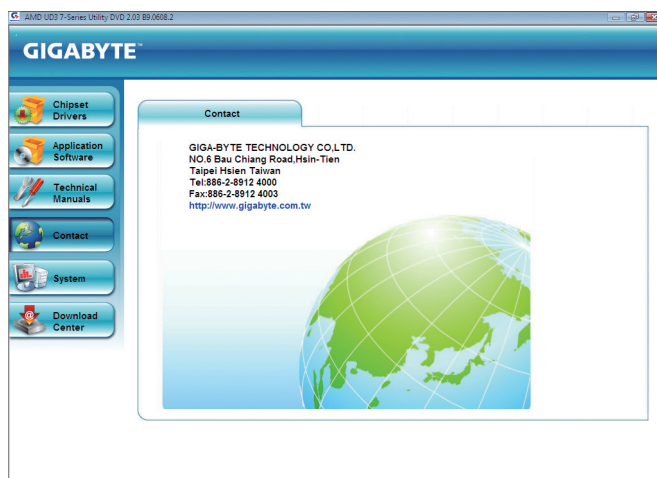 AMD UD3 7-Series Utility DVD 2.03 B9.0608.2
GIGABYTE™
Chipset
Drivers
Application
Software
Technical
Manuals
Contact
System
Download
Center
Contact
GIGA-BYTE TECHNOLOGY CO,LTD.
NO.6 Bau Chiang Road,Hsin-Tien
Taipei Hsien Taiwan
Tel:886-2-8912 4000
Fax:886-2-8912 4003
http://www.gigabyte.com.tw